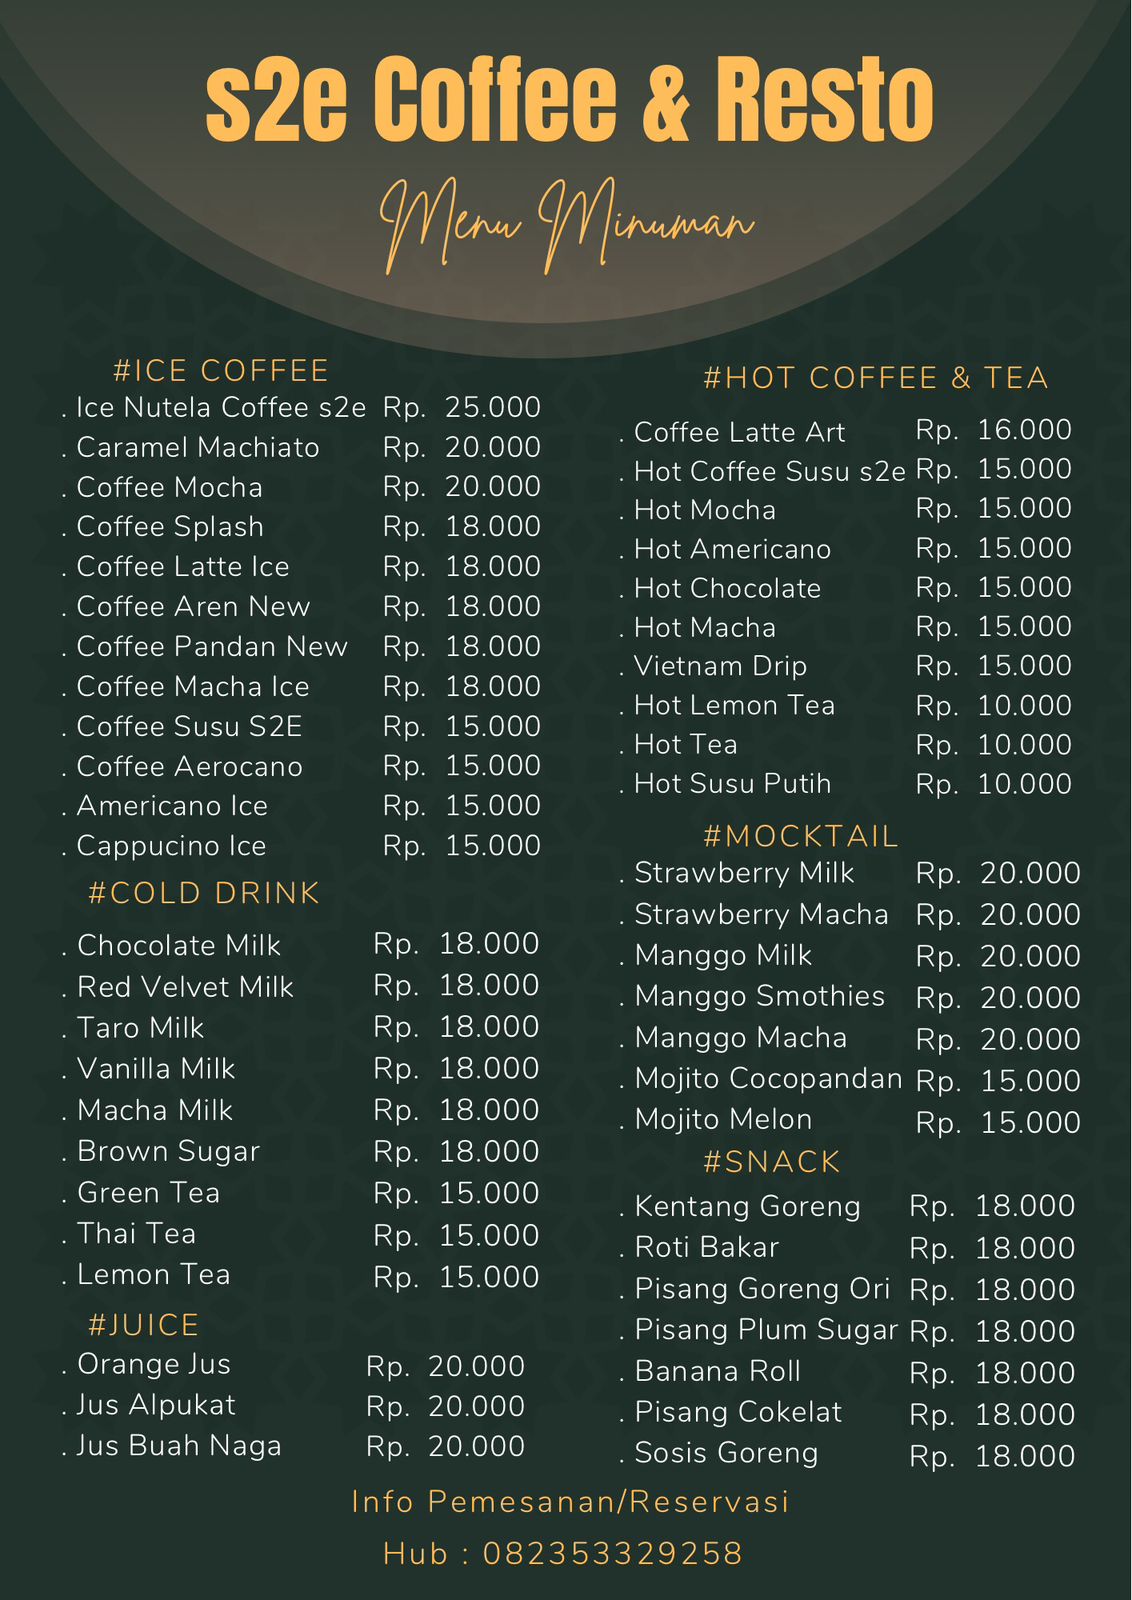 s2e Coffee & Resto
Menu Minuman
#ICE COFFEE
. Ice Nutela Coffee s2e Rp. 25.000
. Caramel Machiato Rp. 20.000
. Coffee Mocha Rp. 20.000
. Coffee Splash Rp. 18.000
. Coffee Latte Ice Rp. 18.000
. Coffee Aren New Rp. 18.000
. Coffee Pandan New Rp. 18.000
. Coffee Macha Ice Rp. 18.000
. Coffee Susu S2E Rp. 15.000
. Coffee Aerocano Rp. 15.000
. Americano Ice Rp. 15.000
. Cappucino Ice Rp. 15.000
#COLD DRINK
. Chocolate Milk Rp. 18.000
. Red Velvet Milk Rp. 18.000
. Taro Milk Rp. 18.000
. Vanilla Milk Rp. 18.000
. Macha Milk Rp. 18.000
. Brown Sugar Rp. 18.000
. Green Tea Rp. 15.000
. Thai Tea Rp. 15.000
. Lemon Tea Rp. 15.000
#JUICE
. Orange Jus Rp. 20.000
. Jus Alpukat Rp. 20.000
. Jus Buah Naga Rp. 20.000
#HOT COFFEE & TEA
. Coffee Latte Art Rp. 16.000
. Hot Coffee Susu s2e Rp. 15.000
. Hot Mocha Rp. 15.000
. Hot Americano Rp. 15.000
. Hot Chocolate Rp. 15.000
. Hot Macha Rp. 15.000
. Vietnam Drip Rp. 15.000
. Hot Lemon Tea Rp. 10.000
. Hot Tea Rp. 10.000
. Hot Susu Putih Rp. 10.000
#MOCKTAIL
. Strawberry Milk Rp. 20.000
. Strawberry Macha Rp. 20.000
. Manggo Milk Rp. 20.000
. Manggo Smothies Rp. 20.000
. Manggo Macha Rp. 20.000
. Mojito Cocopandan Rp. 15.000
. Mojito Melon Rp. 15.000
#SNACK
. Kentang Goreng Rp. 18.000
. Roti Bakar Rp. 18.000
. Pisang Goreng Ori Rp. 18.000
. Pisang Plum Sugar Rp. 18.000
. Banana Roll Rp. 18.000
. Pisang Cokelat Rp. 18.000
. Sosis Goreng Rp. 18.000
Info Pemesanan/Reservasi
Hub : 082353329258